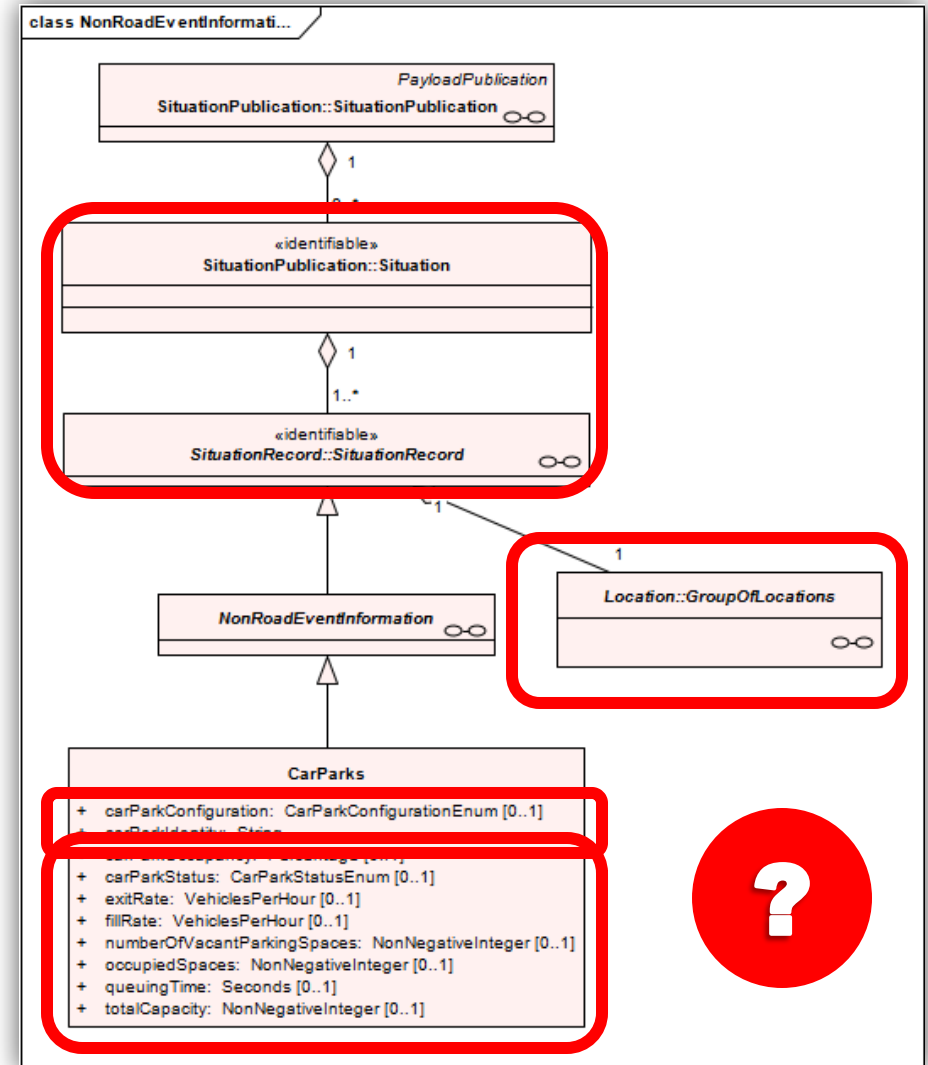 class NonRoadEventInformati...
PayloadPublication
SituationPublication::SituationPublication
1
«identifiable»
SituationPublication::Situation
1
1..*
«identifiable»
SituationRecord::SituationRecord
1
1
Location::GroupOfLocations
NonRoadEventInformation
CarParks
+ carParkConfiguration: CarParkConfigurationEnum [0..1]
+ carParkIdentity: String
+ carParkStatus: CarParkStatusEnum [0..1]
+ exitRate: VehiclesPerHour [0..1]
+ fillRate: VehiclesPerHour [0..1]
+ numberOfVacantParkingSpaces: NonNegativeInteger [0..1]
+ occupiedSpaces: NonNegativeInteger [0..1]
+ queuingTime: Seconds [0..1]
+ totalCapacity: NonNegativeInteger [0..1]
?